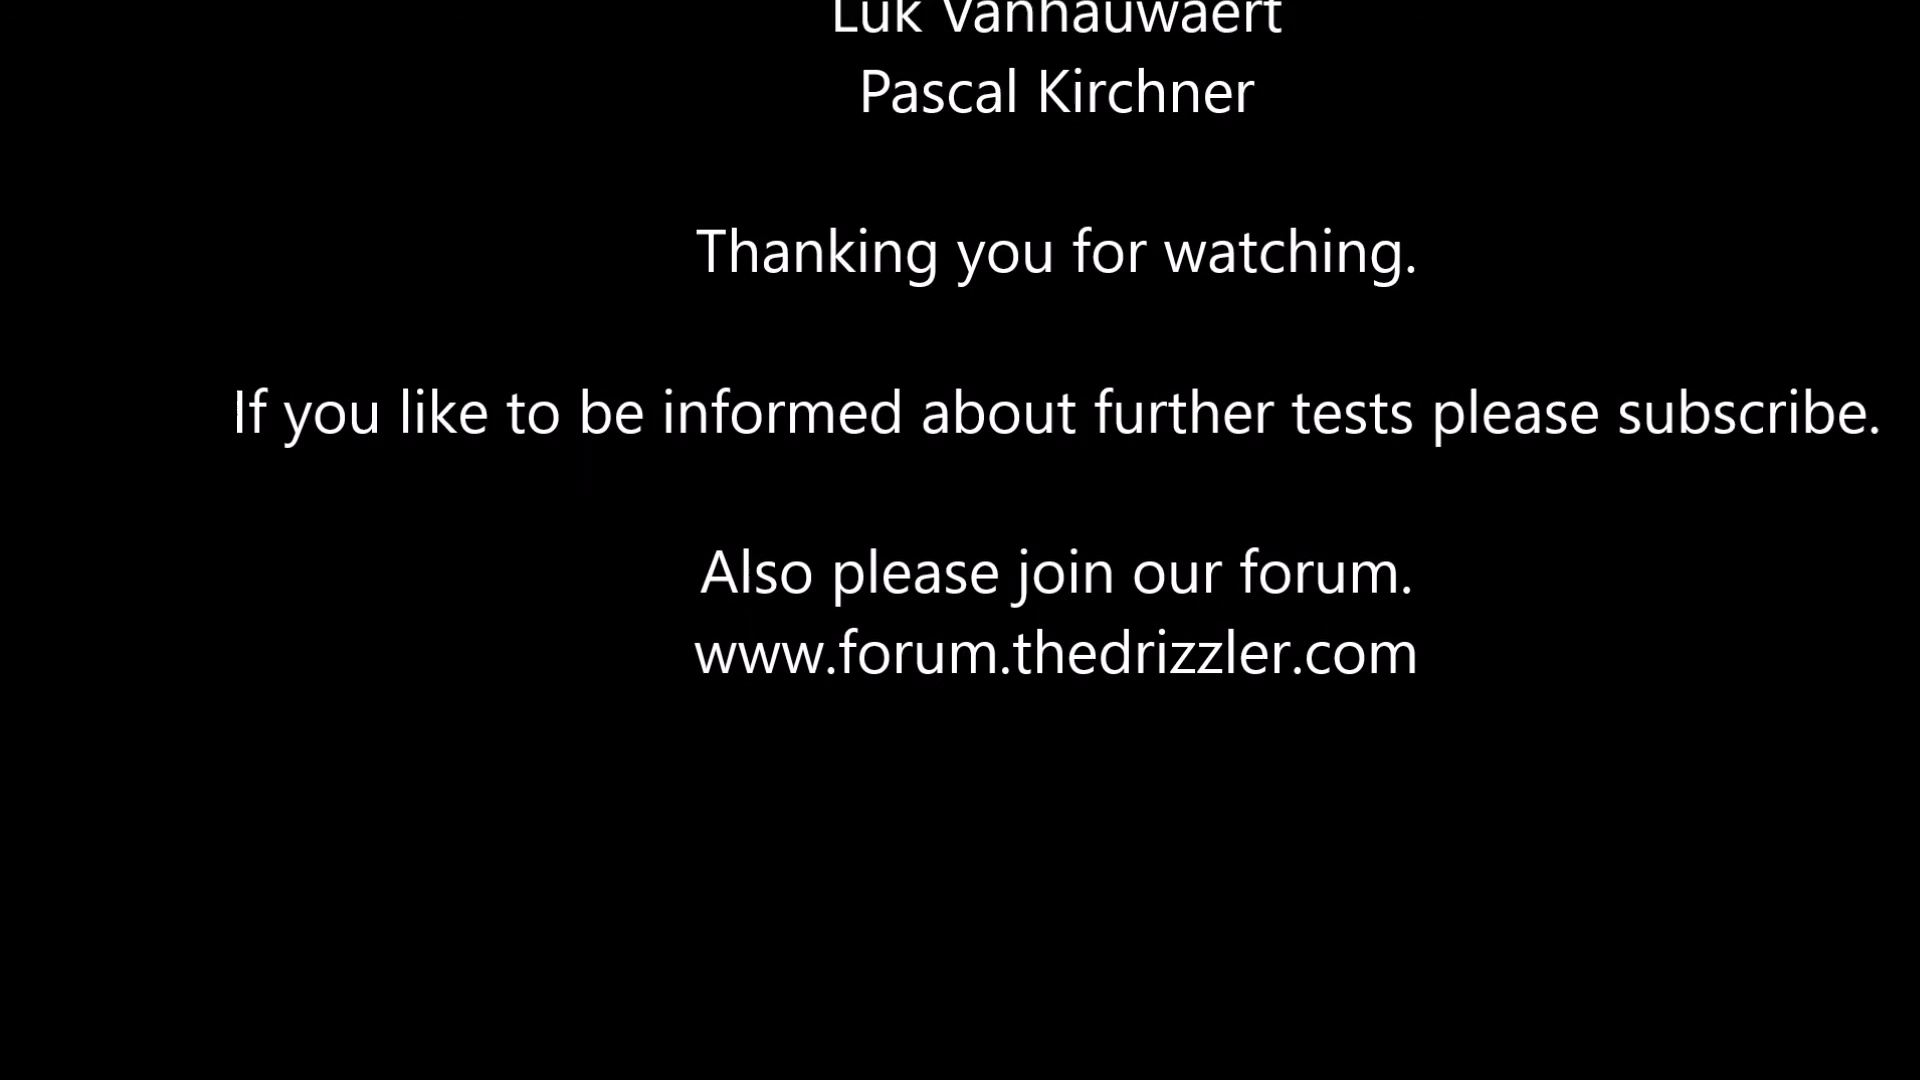 Luk Vanhauwaert
Pascal Kirchner
Thanking you for watching.
If you like to be informed about further tests please subscribe.
Also please join our forum.
www.forum.thedrizzler.com